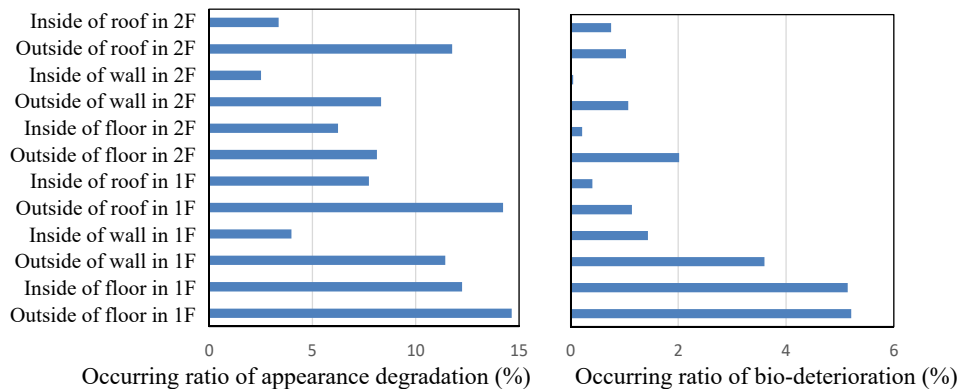 Inside of roof in 2F
Outside of roof in 2F
Inside of wall in 2F
Outside of wall in 2F
Inside of floor in 2F
Outside of floor in 2F
Inside of roof in 1F
Outside of roof in 1F
Inside of wall in 1F
Outside of wall in 1F
Inside of floor in 1F
Outside of floor in 1F
0 5 10 15
0 2 4 6
Occurring ratio of appearance degradation (%)
Occurring ratio of bio-deterioration (%)